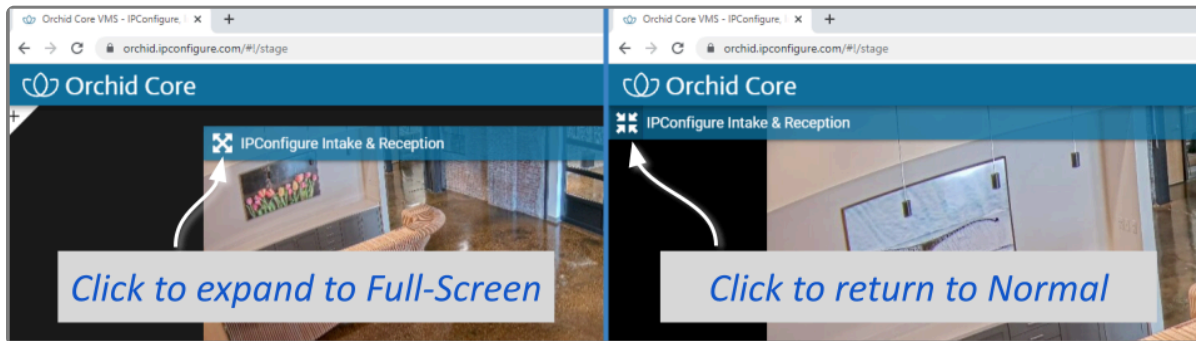 Orchid Core VMS - IPConfigure,
orchid.ipconfigure.com/#!/stage
Orchid Core
IPConfigure Intake & Reception
Click to expand to Full-Screen
Orchid Core VMS - IPConfigure,
orchid.ipconfigure.com/#!/stage
Orchid Core
IPConfigure Intake & Reception
Click to return to Normal